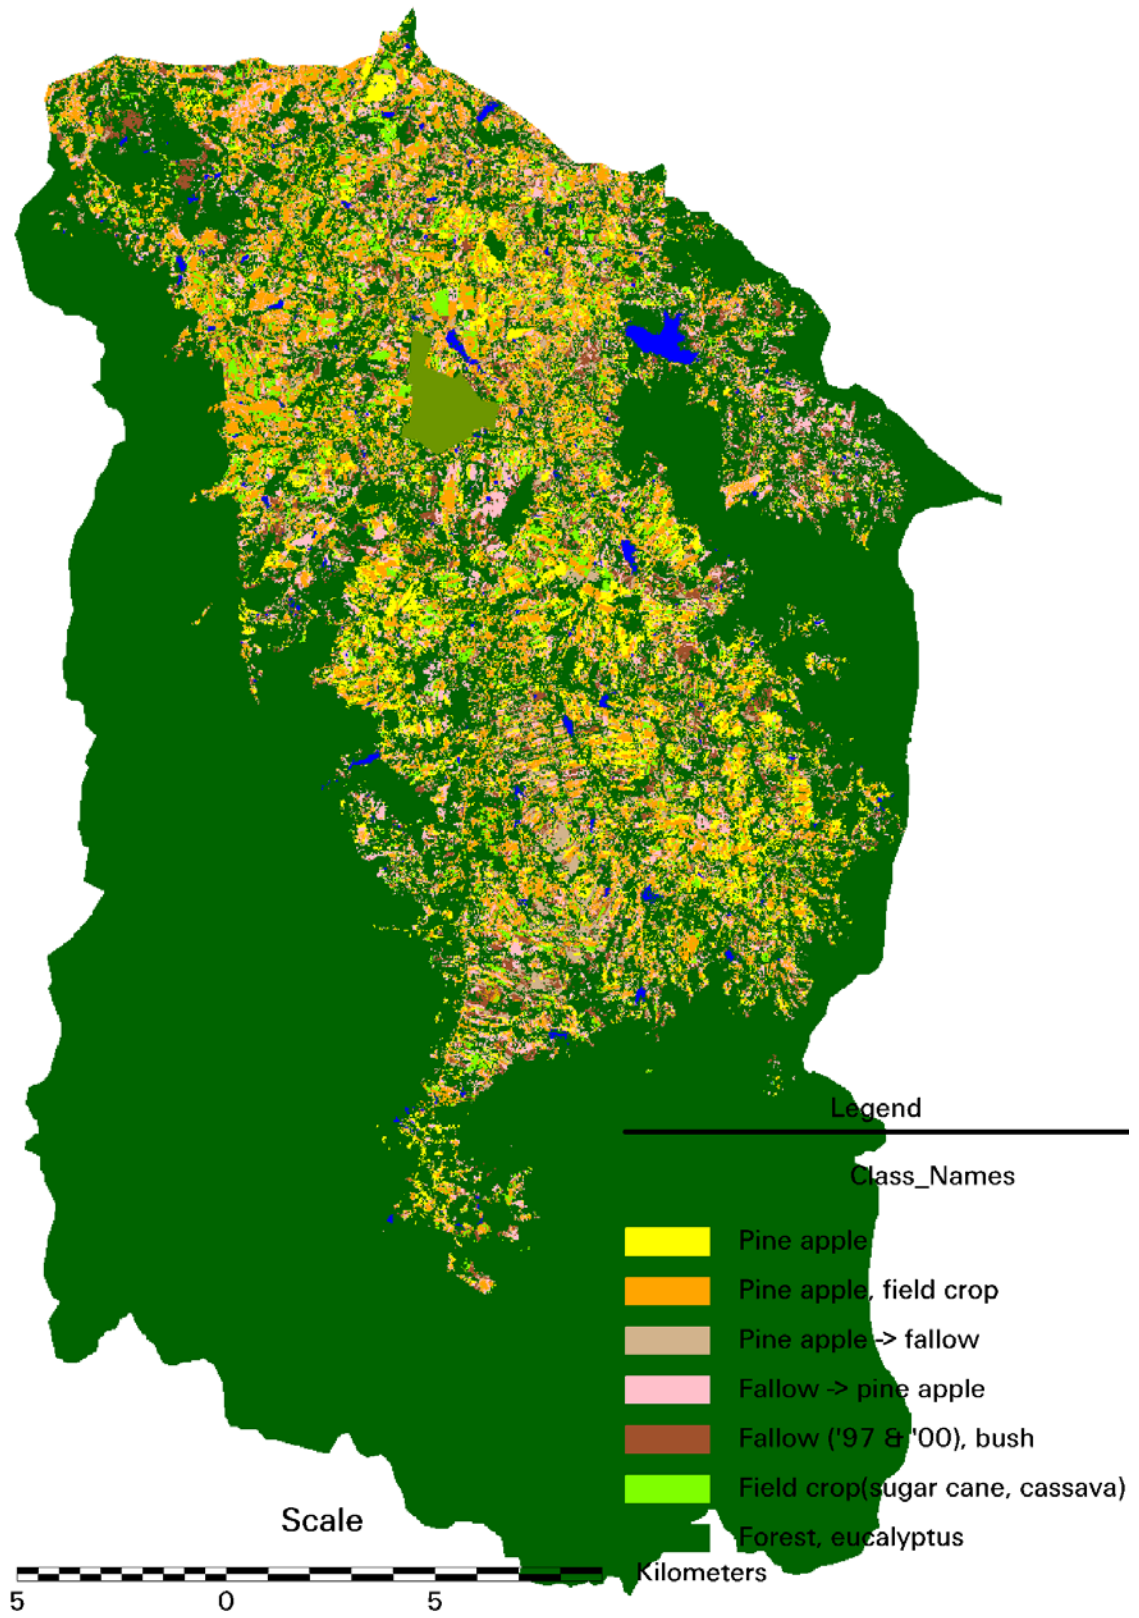 Legend
Class_Names
Pine apple
Pine apple, field crop
Pine apple -> fallow
Fallow -> pine apple
Fallow ('97 & '00), bush
Field crop(sugar cane, cassava)
Forest, eucalyptus
Scale
Kilometers
5 0 5